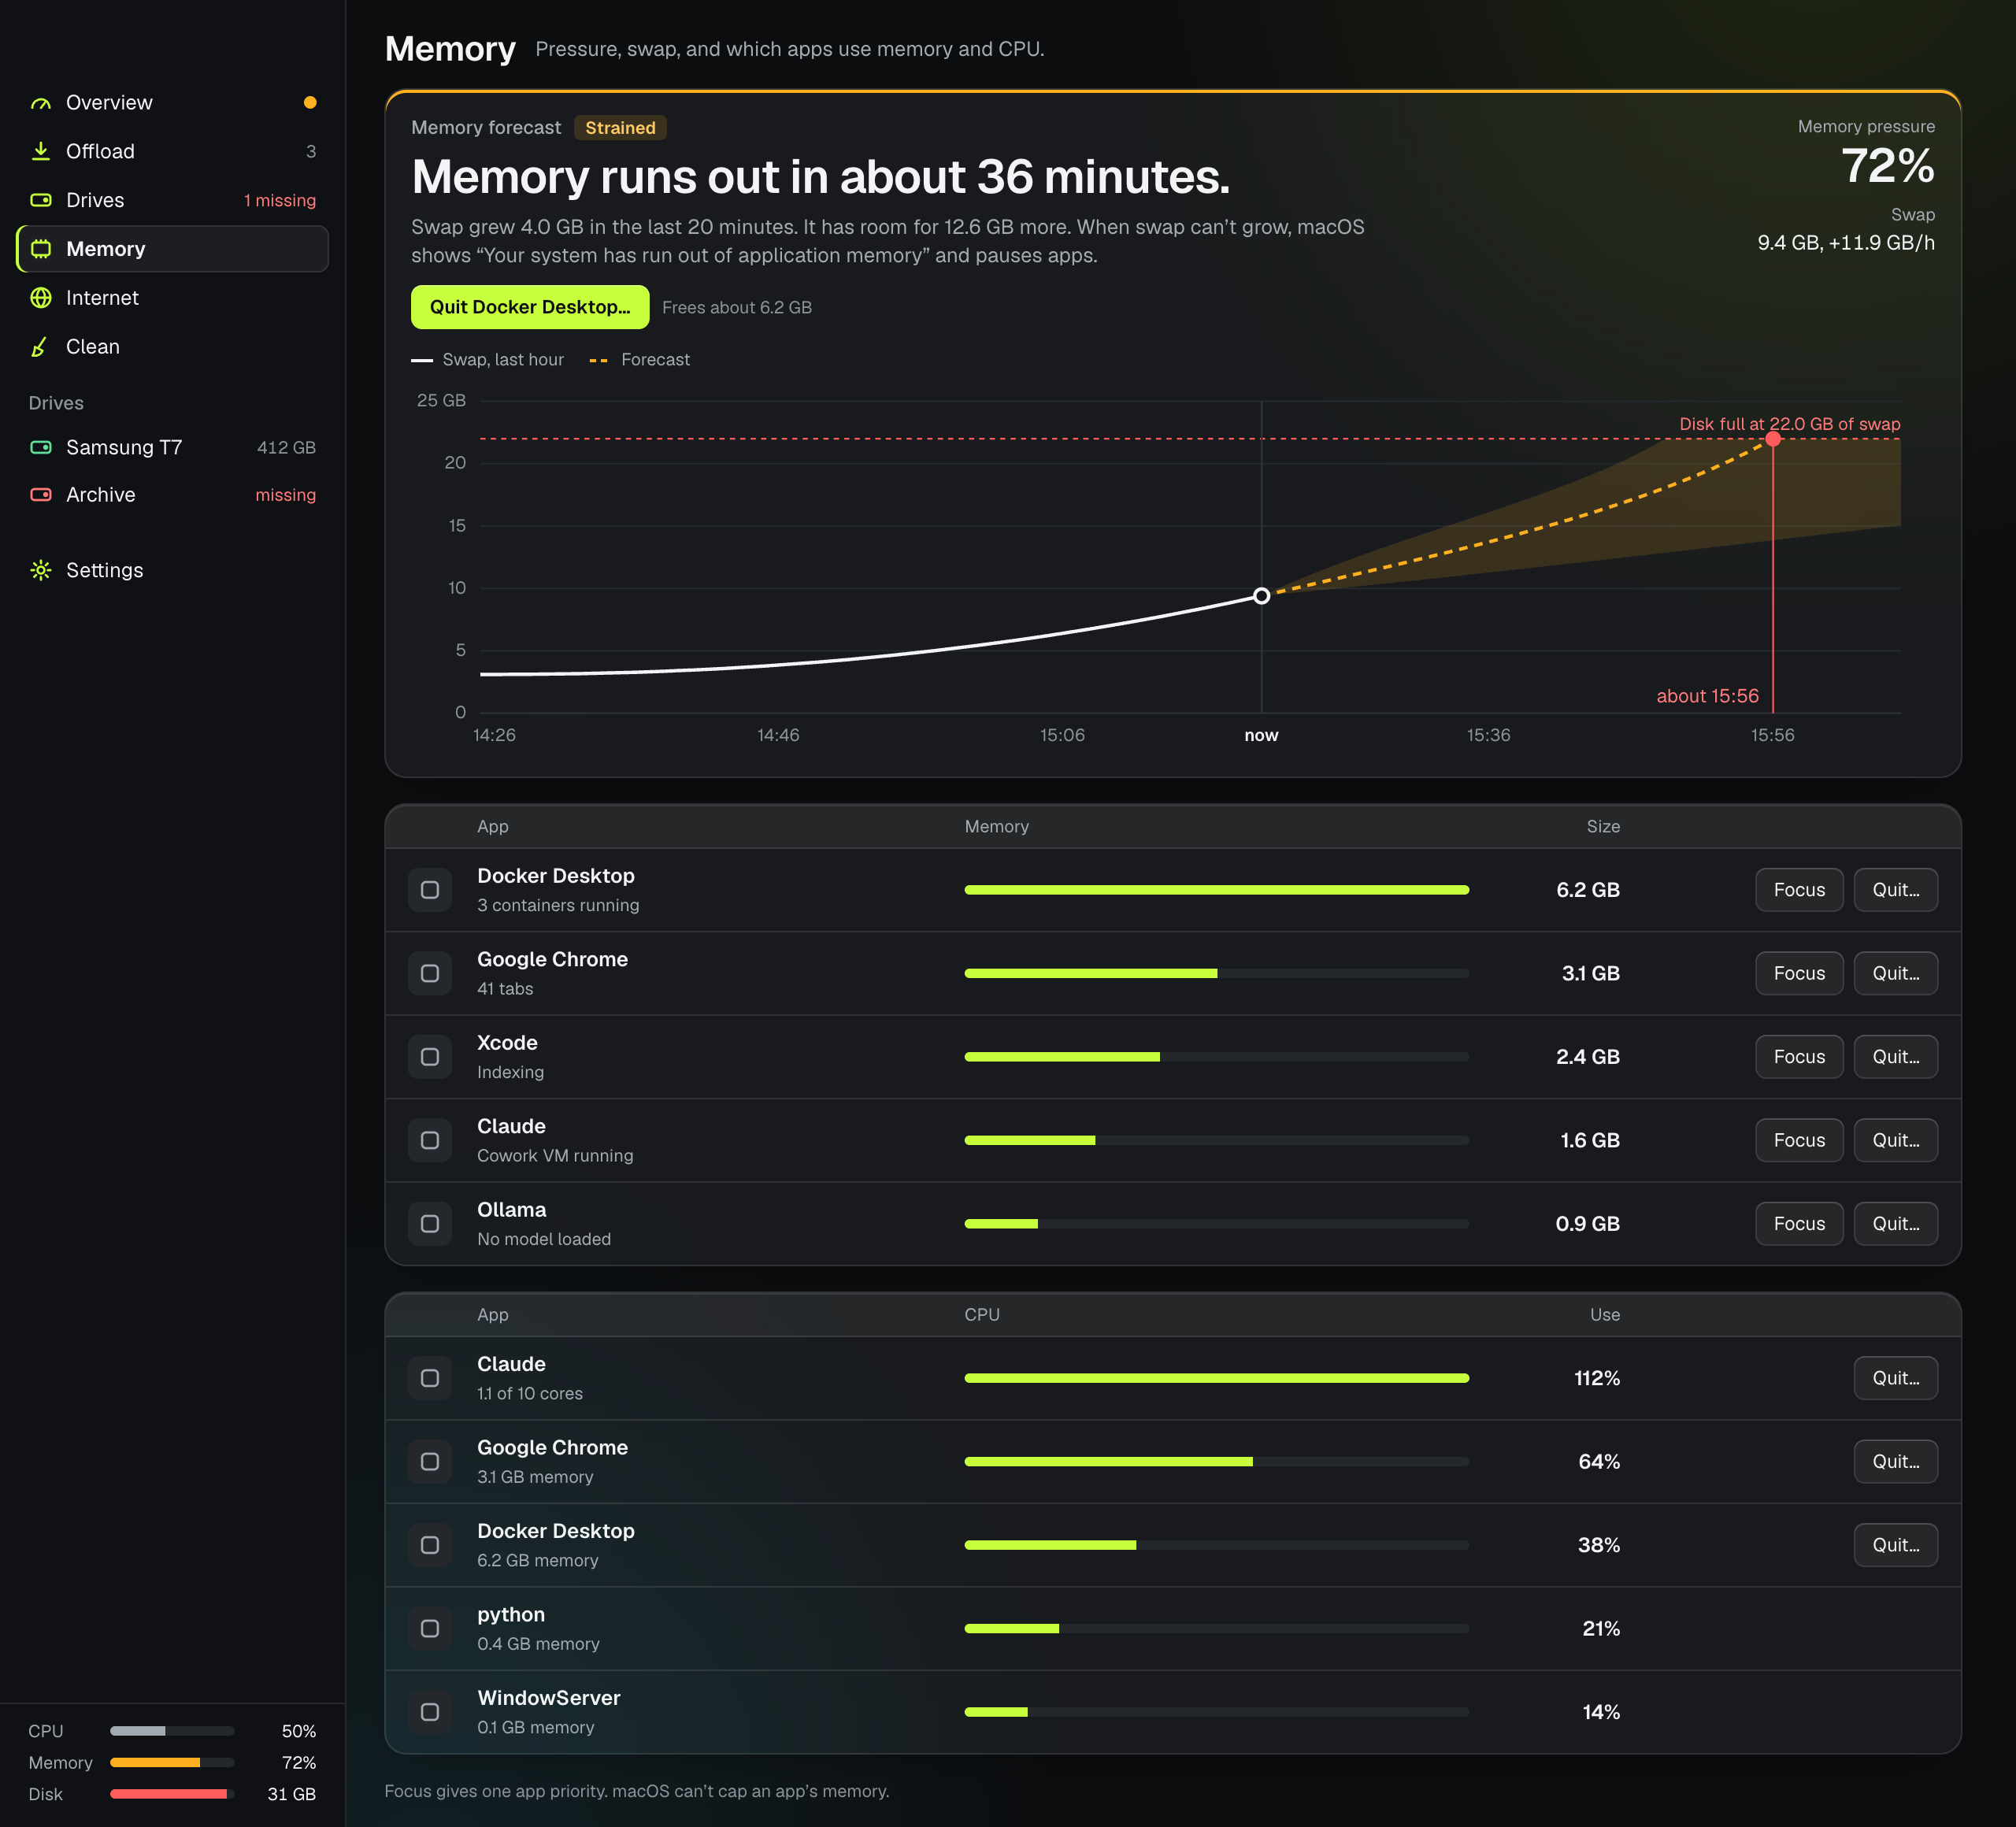 Memory
Pressure, swap, and which apps use memory and CPU.
Overview
Offload
3
Drives
1 missing
Memory
Internet
Clean
Drives
Samsung T7
412 GB
Archive
missing
Settings
CPU
50%
Memory
72%
Disk
31 GB
Memory forecast
Strained
Memory runs out in about 36 minutes.
Swap grew 4.0 GB in the last 20 minutes. It has room for 12.6 GB more. When swap can’t grow, macOS
shows “Your system has run out of application memory” and pauses apps.
Quit Docker Desktop…
Frees about 6.2 GB
Memory pressure
72%
Swap
9.4 GB, +11.9 GB/h
Swap, last hour
Forecast
25 GB
Disk full at 22.0 GB of swap
20
15
10
5
about 15:56
0
14:26
14:46
15:06
now
15:36
15:56
App
Memory
Size
Docker Desktop
3 containers running
6.2 GB
Focus
Quit…
Google Chrome
41 tabs
3.1 GB
Focus
Quit…
Xcode
Indexing
2.4 GB
Focus
Quit…
Claude
Cowork VM running
1.6 GB
Focus
Quit…
Ollama
No model loaded
0.9 GB
Focus
Quit…
App
CPU
Use
Claude
1.1 of 10 cores
112%
Quit…
Google Chrome
3.1 GB memory
64%
Quit…
Docker Desktop
6.2 GB memory
38%
Quit…
python
0.4 GB memory
21%
WindowServer
0.1 GB memory
14%
Focus gives one app priority. macOS can’t cap an app’s memory.